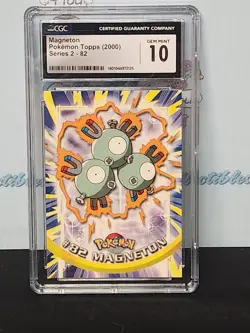 CGC
CERTIFIED GUARANTY COMPANY
Magneton
Pokémon Topps (2000)
Series 2 - 82
GEM MINT
10
POKéMON
#82 MAGNETON